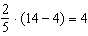 2/5 · (14 − 4) = 4